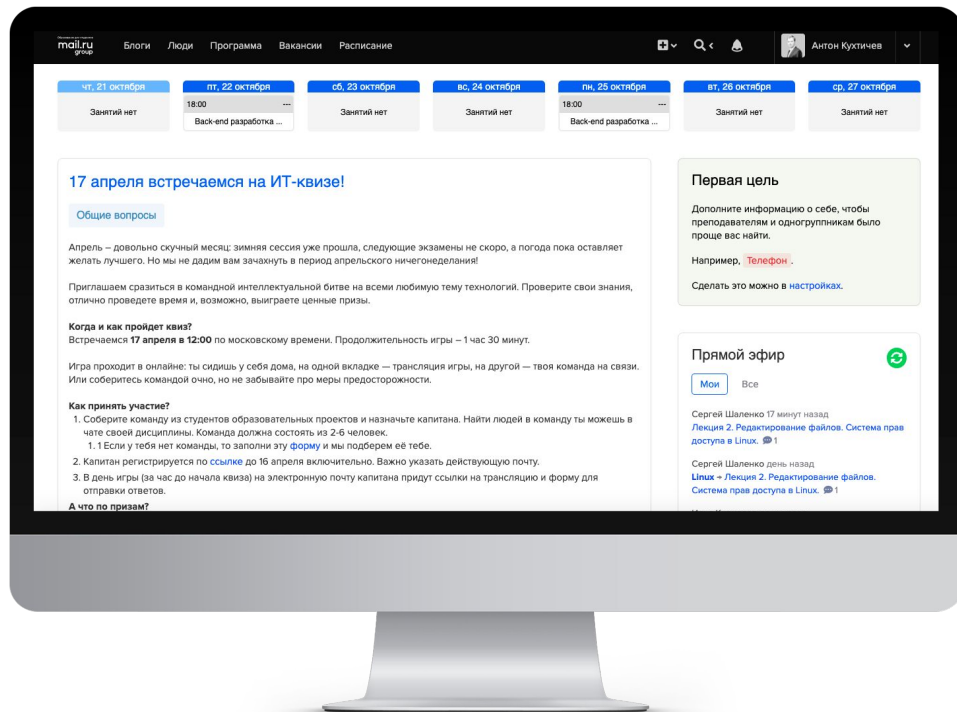 mail.ru
group
Блоги Люди Программа Вакансии Расписание
Антон Кухтичев
чт, 21 октября
Занятий нет
пт, 22 октября
18:00 ---
Back-end разработка ...
сб, 23 октября
Занятий нет
вс, 24 октября
Занятий нет
пн, 25 октября
18:00 ---
Back-end разработка ...
вт, 26 октября
Занятий нет
ср, 27 октября
Занятий нет
17 апреля встречаемся на ИТ-квизе!
Общие вопросы
Апрель – довольно скучный месяц: зимняя сессия уже прошла, следующие экзамены не скоро, а погода пока оставляет
желать лучшего. Но мы не дадим вам зачахнуть в период апрельского ничегонеделания!
Приглашаем сразиться в командной интеллектуальной битве на всеми любимую тему технологий. Проверите свои знания,
отлично проведете время и, возможно, выиграете ценные призы.
Когда и как пройдет квиз?
Встречаемся 17 апреля в 12:00 по московскому времени. Продолжительность игры – 1 час 30 минут.
Игра проходит в онлайне: ты сидишь у себя дома, на одной вкладке — трансляция игры, на другой — твоя команда на связи.
Или соберитесь командой очно, но не забывайте про меры предосторожности.
Как принять участие?
1. Соберите команду из студентов образовательных проектов и назначьте капитана. Найти людей в команду ты можешь в
чате своей дисциплины. Команда должна состоять из 2-6 человек.
1. 1 Если у тебя нет команды, то заполни эту форму и мы подберем её тебе.
2. Капитан регистрируется по ссылке до 16 апреля включительно. Важно указать действующую почту.
3. В день игры (за час до начала квиза) на электронную почту капитана придут ссылки на трансляцию и форму для
отправки ответов.
А что по призам?
Первая цель
Дополните информацию о себе, чтобы
преподавателям и одногруппникам было
проще вас найти.
Например, Телефон .
Сделать это можно в настройках.
Прямой эфир
Мои Все
Сергей Шаленко 17 минут назад
Лекция 2. Редактирование файлов. Система прав
доступа в Linux. 1
Сергей Шаленко день назад
Linux → Лекция 2. Редактирование файлов.
Система прав доступа в Linux. 1